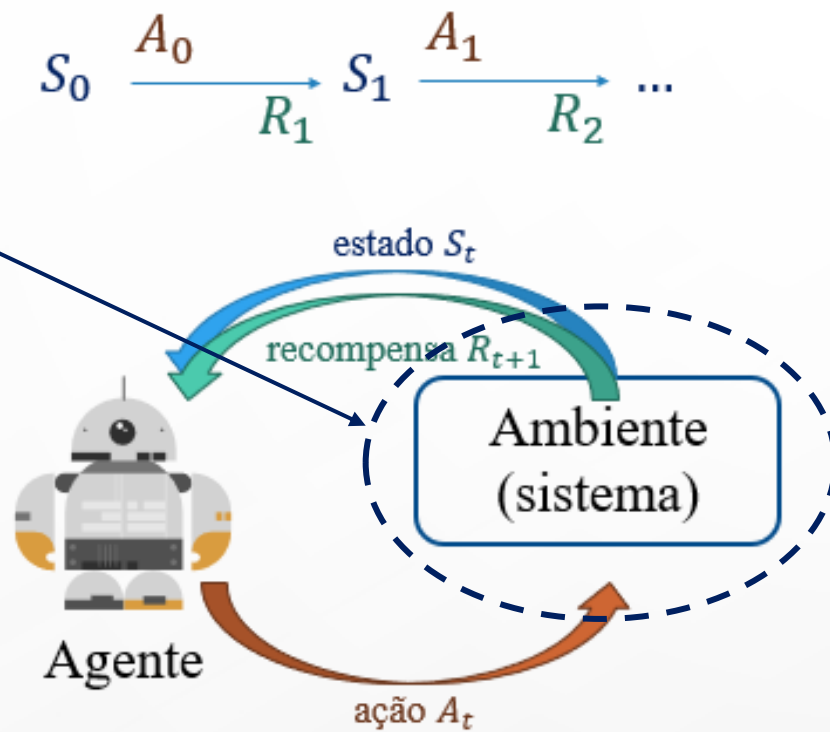 S₀ A₀ R₁ S₁ A₁ R₂ ...
estado Sₜ
recompensa Rₜ₊₁
Ambiente
(sistema)
Agente
ação Aₜ